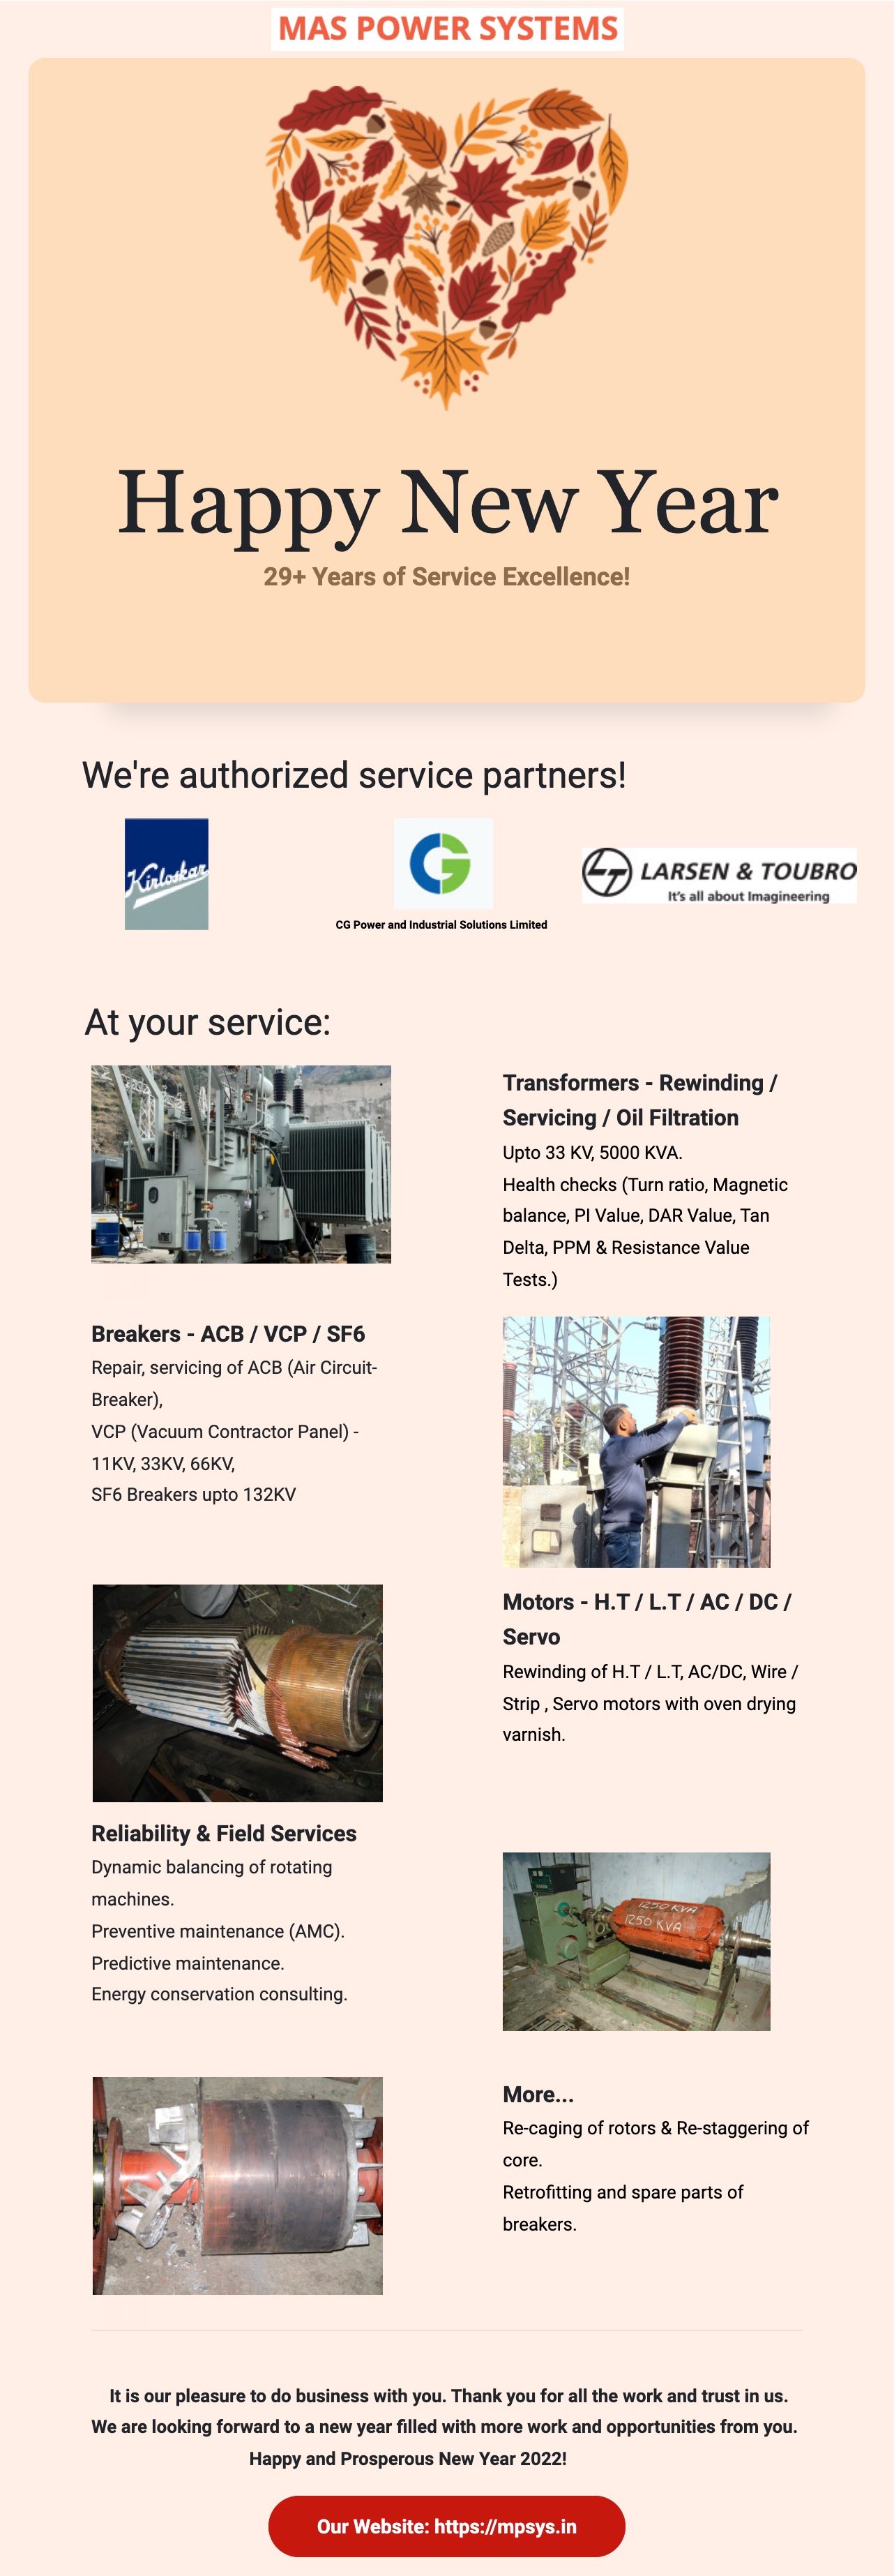 MAS POWER SYSTEMS
Happy New Year
29+ Years of Service Excellence!
We're authorized service partners!
Kirloskar
CG Power and Industrial Solutions Limited
LARSEN & TOUBRO
It's all about Imagineering
At your service:
Transformers - Rewinding /
Servicing / Oil Filtration
Upto 33 KV, 5000 KVA.
Health checks (Turn ratio, Magnetic
balance, PI Value, DAR Value, Tan
Delta, PPM & Resistance Value
Tests.)
Breakers - ACB / VCP / SF6
Repair, servicing of ACB (Air Circuit-
Breaker),
VCP (Vacuum Contractor Panel) -
11KV, 33KV, 66KV,
SF6 Breakers upto 132KV
Motors - H.T / L.T / AC / DC /
Servo
Rewinding of H.T / L.T, AC/DC, Wire /
Strip , Servo motors with oven drying
varnish.
Reliability & Field Services
Dynamic balancing of rotating
machines.
Preventive maintenance (AMC).
Predictive maintenance.
Energy conservation consulting.
1250 KVA
1250 KVA
More...
Re-caging of rotors & Re-staggering of
core.
Retrofitting and spare parts of
breakers.
It is our pleasure to do business with you. Thank you for all the work and trust in us.
We are looking forward to a new year filled with more work and opportunities from you.
Happy and Prosperous New Year 2022!
Our Website: https://mpsys.in